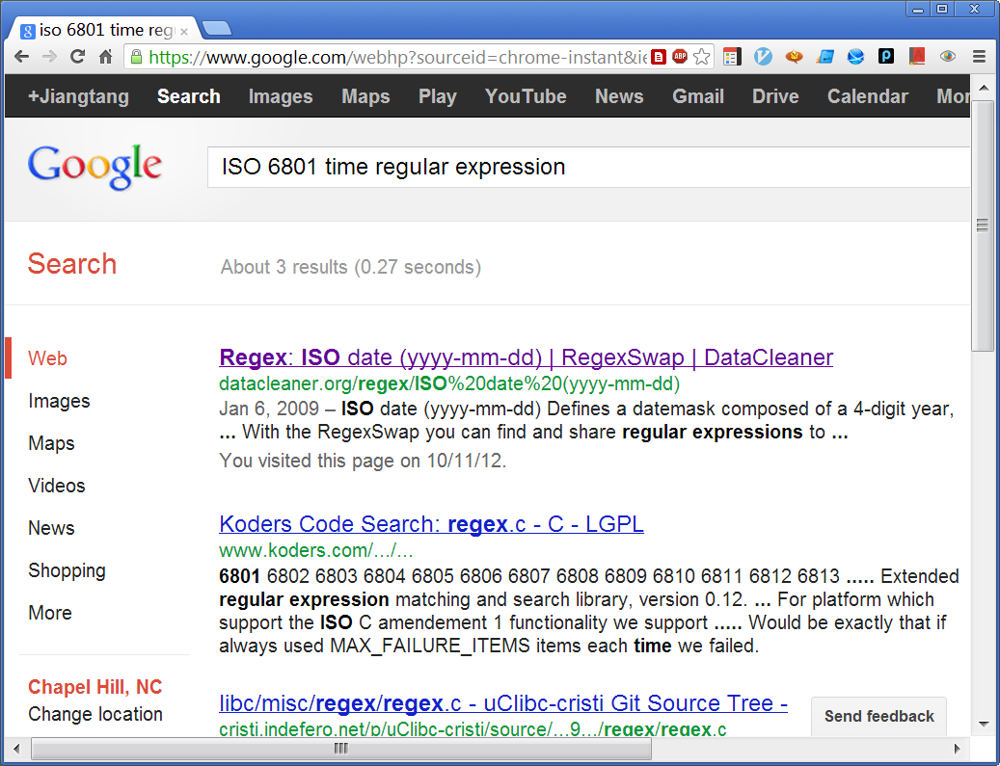 iso 6801 time reg
https://www.google.com/webhp?sourceid=chrome-instant&ie
+Jiangtang Search Images Maps Play YouTube News Gmail Drive Calendar Mor
Google
ISO 6801 time regular expression
Search
About 3 results (0.27 seconds)
Web
Images
Maps
Videos
News
Shopping
More
Chapel Hill, NC
Change location
Regex: ISO date (yyyy-mm-dd) | RegexSwap | DataCleaner
datacleaner.org/regex/ISO%20date%20(yyyy-mm-dd)
Jan 6, 2009 – ISO date (yyyy-mm-dd) Defines a datemask composed of a 4-digit year,
... With the RegexSwap you can find and share regular expressions to ...
You visited this page on 10/11/12.
Koders Code Search: regex.c - C - LGPL
www.koders.com/.../...
6801 6802 6803 6804 6805 6806 6807 6808 6809 6810 6811 6812 6813 ..... Extended
regular expression matching and search library, version 0.12. ... For platform which
support the ISO C amendement 1 functionality we support ..... Would be exactly that if
always used MAX_FAILURE_ITEMS items each time we failed.
libc/misc/regex/regex.c - uClibc-cristi Git Source Tree -
cristi.indefero.net/p/uClibc-cristi/source/...9.../regex/regex.c
Send feedback